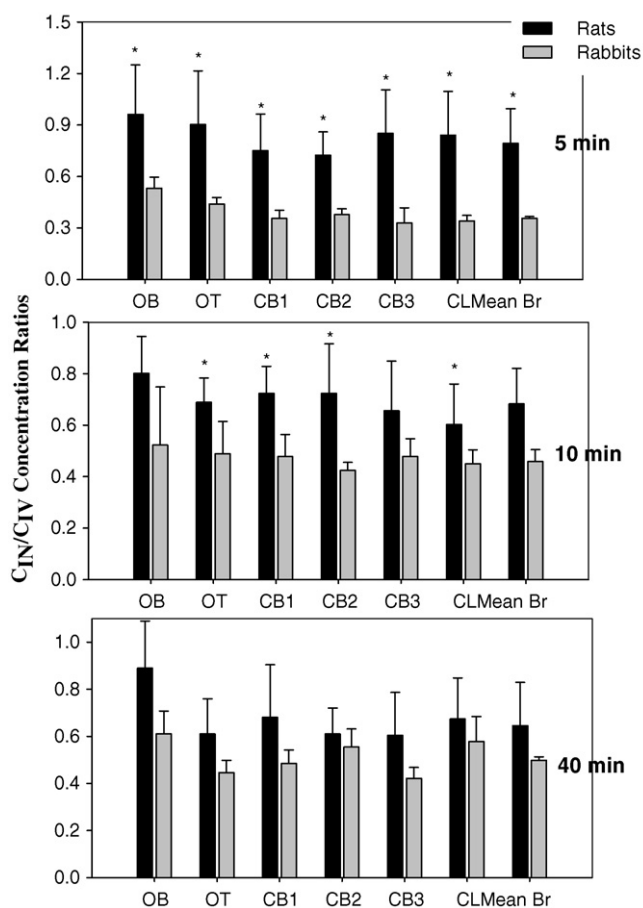 Rats
Rabbits
C_IN/C_IV Concentration Ratios
1.5
1.2
0.9
0.6
0.3
0.0
* * * * * * *
5 min
OB OT CB1 CB2 CB3 CLMean Br
1.0
0.8
0.6
0.4
0.2
0.0
* * * *
10 min
OB OT CB1 CB2 CB3 CLMean Br
1.0
0.8
0.6
0.4
0.2
0.0
40 min
OB OT CB1 CB2 CB3 CLMean Br